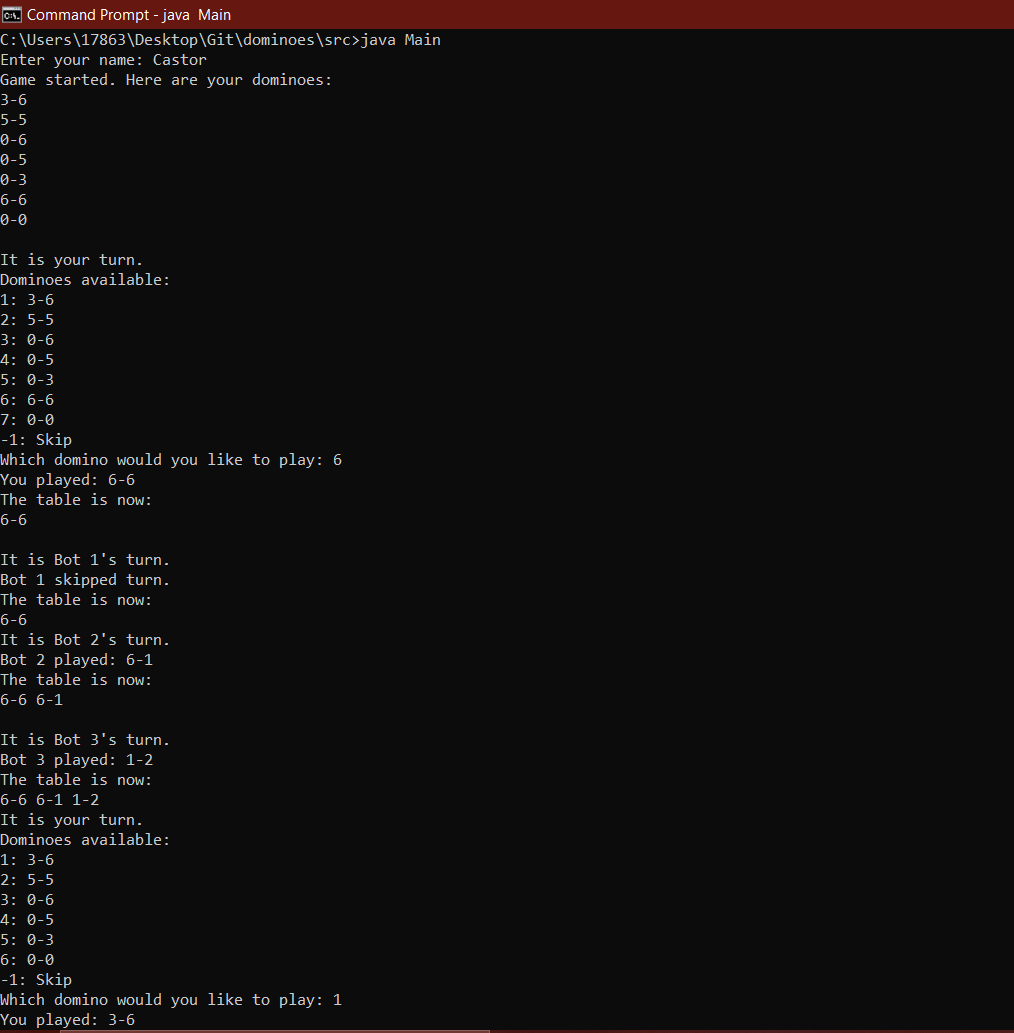 Command Prompt - java  Main
C:\Users\17863\Desktop\Git\dominoes\src>java Main
Enter your name: Castor
Game started. Here are your dominoes:
3-6
5-5
0-6
0-5
0-3
6-6
0-0

It is your turn.
Dominoes available:
1: 3-6
2: 5-5
3: 0-6
4: 0-5
5: 0-3
6: 6-6
7: 0-0
-1: Skip
Which domino would you like to play: 6
You played: 6-6
The table is now:
6-6

It is Bot 1's turn.
Bot 1 skipped turn.
The table is now:
6-6
It is Bot 2's turn.
Bot 2 played: 6-1
The table is now:
6-6 6-1

It is Bot 3's turn.
Bot 3 played: 1-2
The table is now:
6-6 6-1 1-2
It is your turn.
Dominoes available:
1: 3-6
2: 5-5
3: 0-6
4: 0-5
5: 0-3
6: 0-0
-1: Skip
Which domino would you like to play: 1
You played: 3-6